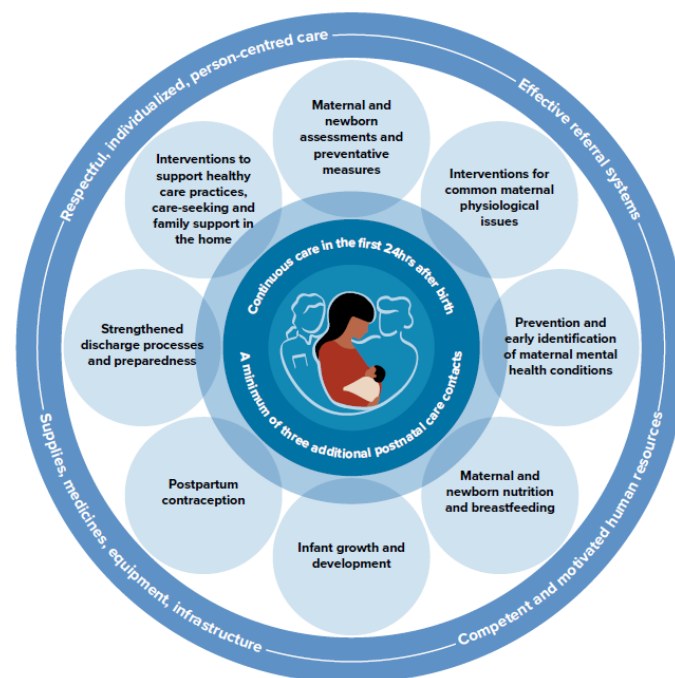 Respectful, individualized, person-centred care
Effective referral systems
Maternal and
newborn
assessments and
preventative
measures
Interventions to
support healthy
care practices,
care-seeking and
family support in
the home
Interventions for
common maternal
physiological
issues
Continuous care in the first 24hrs after birth
Strengthened
discharge processes
and preparedness
Prevention and
early identification
of maternal mental
health conditions
A minimum of three additional postnatal care contacts
Postpartum
contraception
Maternal and
newborn nutrition
and breastfeeding
Infant growth and
development
Supplies, medicines, equipment, infrastructure
Competent and motivated human resources